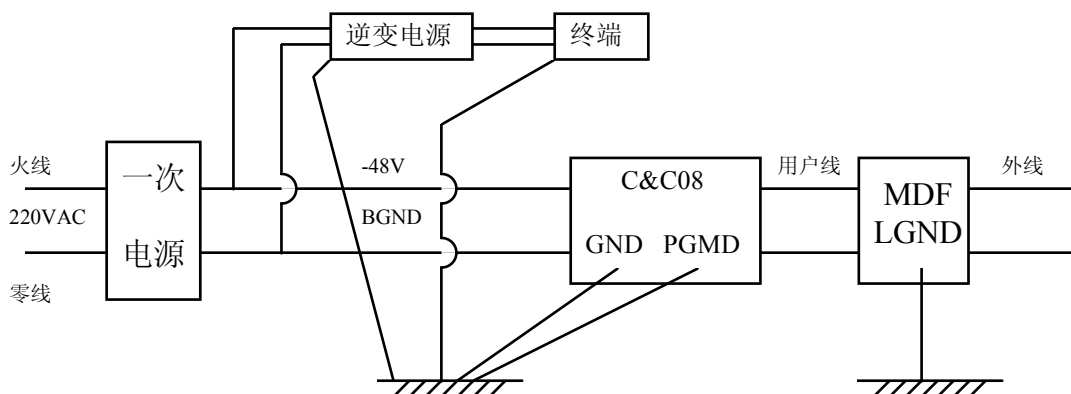 逆变电源
终端
火线
一次
-48V
C&C08
用户线
外线
220VAC
BGND
MDF
LGND
电源
GND
PGMD
零线